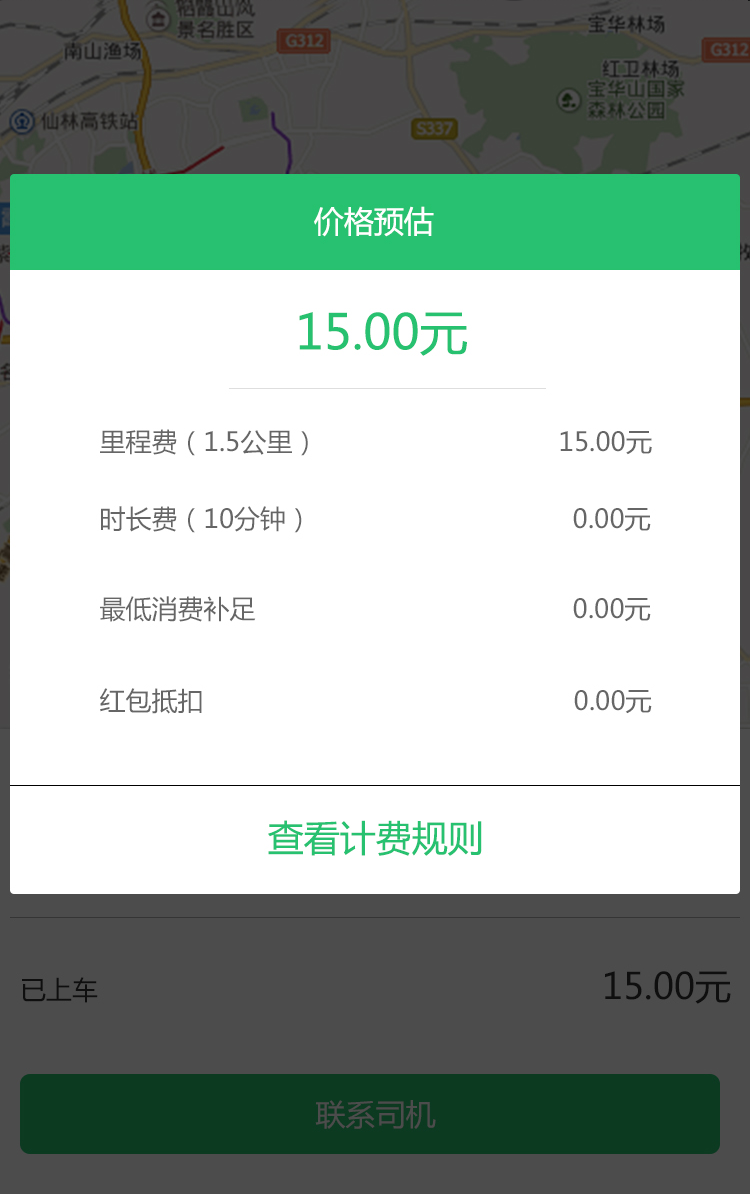 景名胜区
南山渔场
G312
宝华林场
G312
红卫林场
宝华山国家
森林公园
仙林高铁站
S337
价格预估
15.00元
里程费（1.5公里） 15.00元
时长费（10分钟） 0.00元
最低消费补足 0.00元
红包抵扣 0.00元
查看计费规则
已上车 15.00元
联系司机